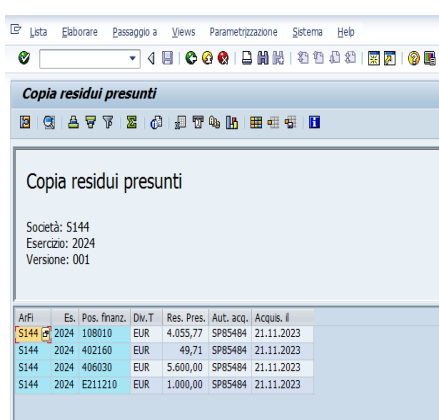 Lista Elaborare Passaggio a Views Parametrizzazione Sistema Help
Copia residui presunti
Copia residui presunti
Società: S144
Esercizio: 2024
Versione: 001
ArFi Es. Pos. finanz. Div.T Res. Pres. Aut. acq. Acquis. il
S144 2024 108010 EUR 4.055,77 SP85484 21.11.2023
S144 2024 402160 EUR 49,71 SP85484 21.11.2023
S144 2024 406030 EUR 5.600,00 SP85484 21.11.2023
S144 2024 E211210 EUR 1.000,00 SP85484 21.11.2023